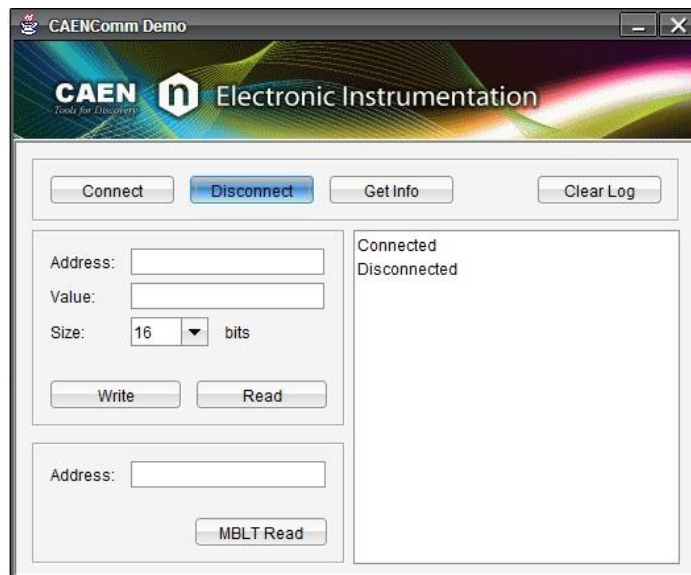 CAENComm Demo
CAEN n Electronic Instrumentation
Tools for Discovery
Connect Disconnect Get Info Clear Log
Address:
Value:
Size: 16 bits
Write Read
Address:
MBLT Read
Connected
Disconnected